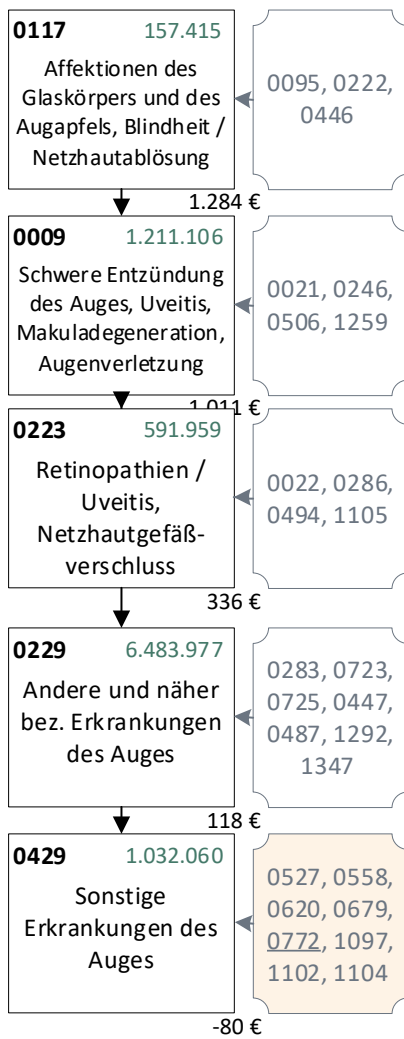 0117 157.415
Affektionen des
Glaskörpers und des
Augapfels, Blindheit /
Netzhautablösung
0095, 0222,
0446
1.284 €
0009 1.211.106
Schwere Entzündung
des Auges, Uveitis,
Makuladegeneration,
Augenverletzung
0021, 0246,
0506, 1259
1.011 €
0223 591.959
Retinopathien /
Uveitis,
Netzhautgefäß-
verschluss
0022, 0286,
0494, 1105
336 €
0229 6.483.977
Andere und näher
bez. Erkrankungen
des Auges
0283, 0723,
0725, 0447,
0487, 1292,
1347
118 €
0429 1.032.060
Sonstige
Erkrankungen des
Auges
0527, 0558,
0620, 0679,
0772, 1097,
1102, 1104
-80 €